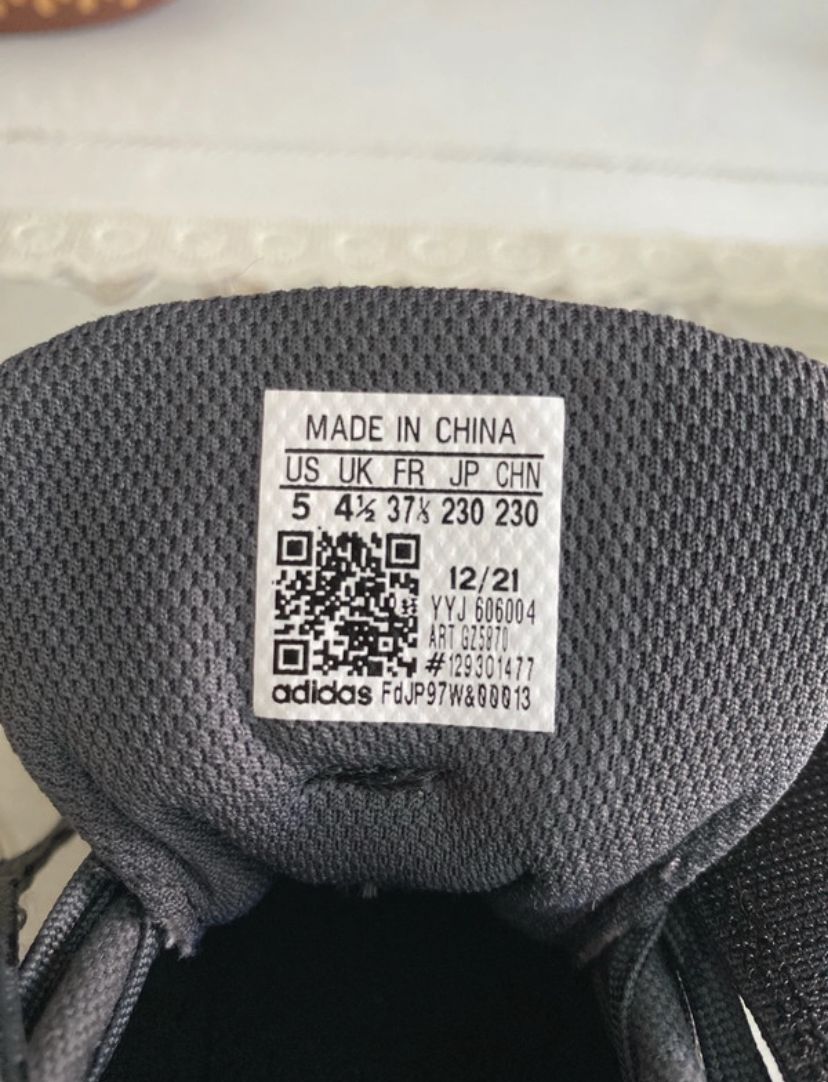 MADE IN CHINA
US UK FR JP CHN
5 4½ 37⅓ 230 230
12/21
YYJ 606004
ART GZ5870
#129301477
adidas FdJP97W&00013